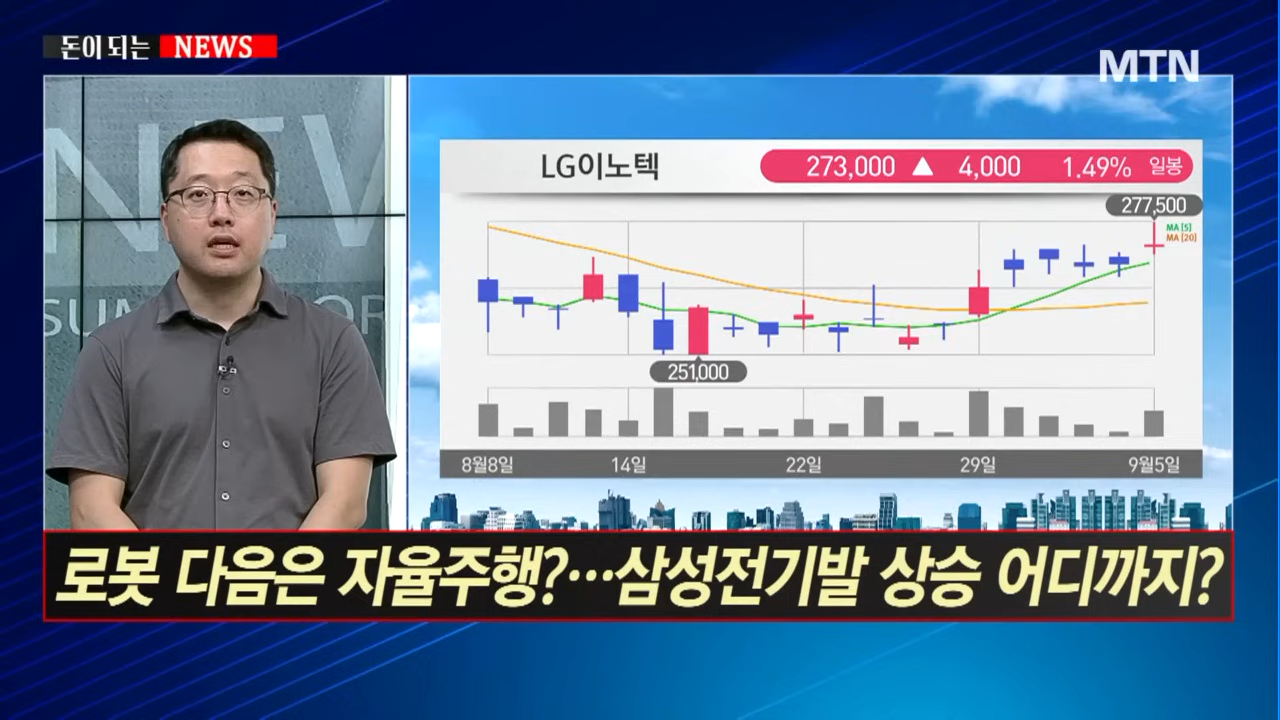 돈이 되는 NEWS
MTN
NEW
SUM
OR
LG이노텍
273,000 ▲ 4,000 1.49% 일봉
277,500
MA [5]
MA [20]
251,000
8월8일 14일 22일 29일 9월5일
로봇 다음은 자율주행?…삼성전기발 상승 어디까지?